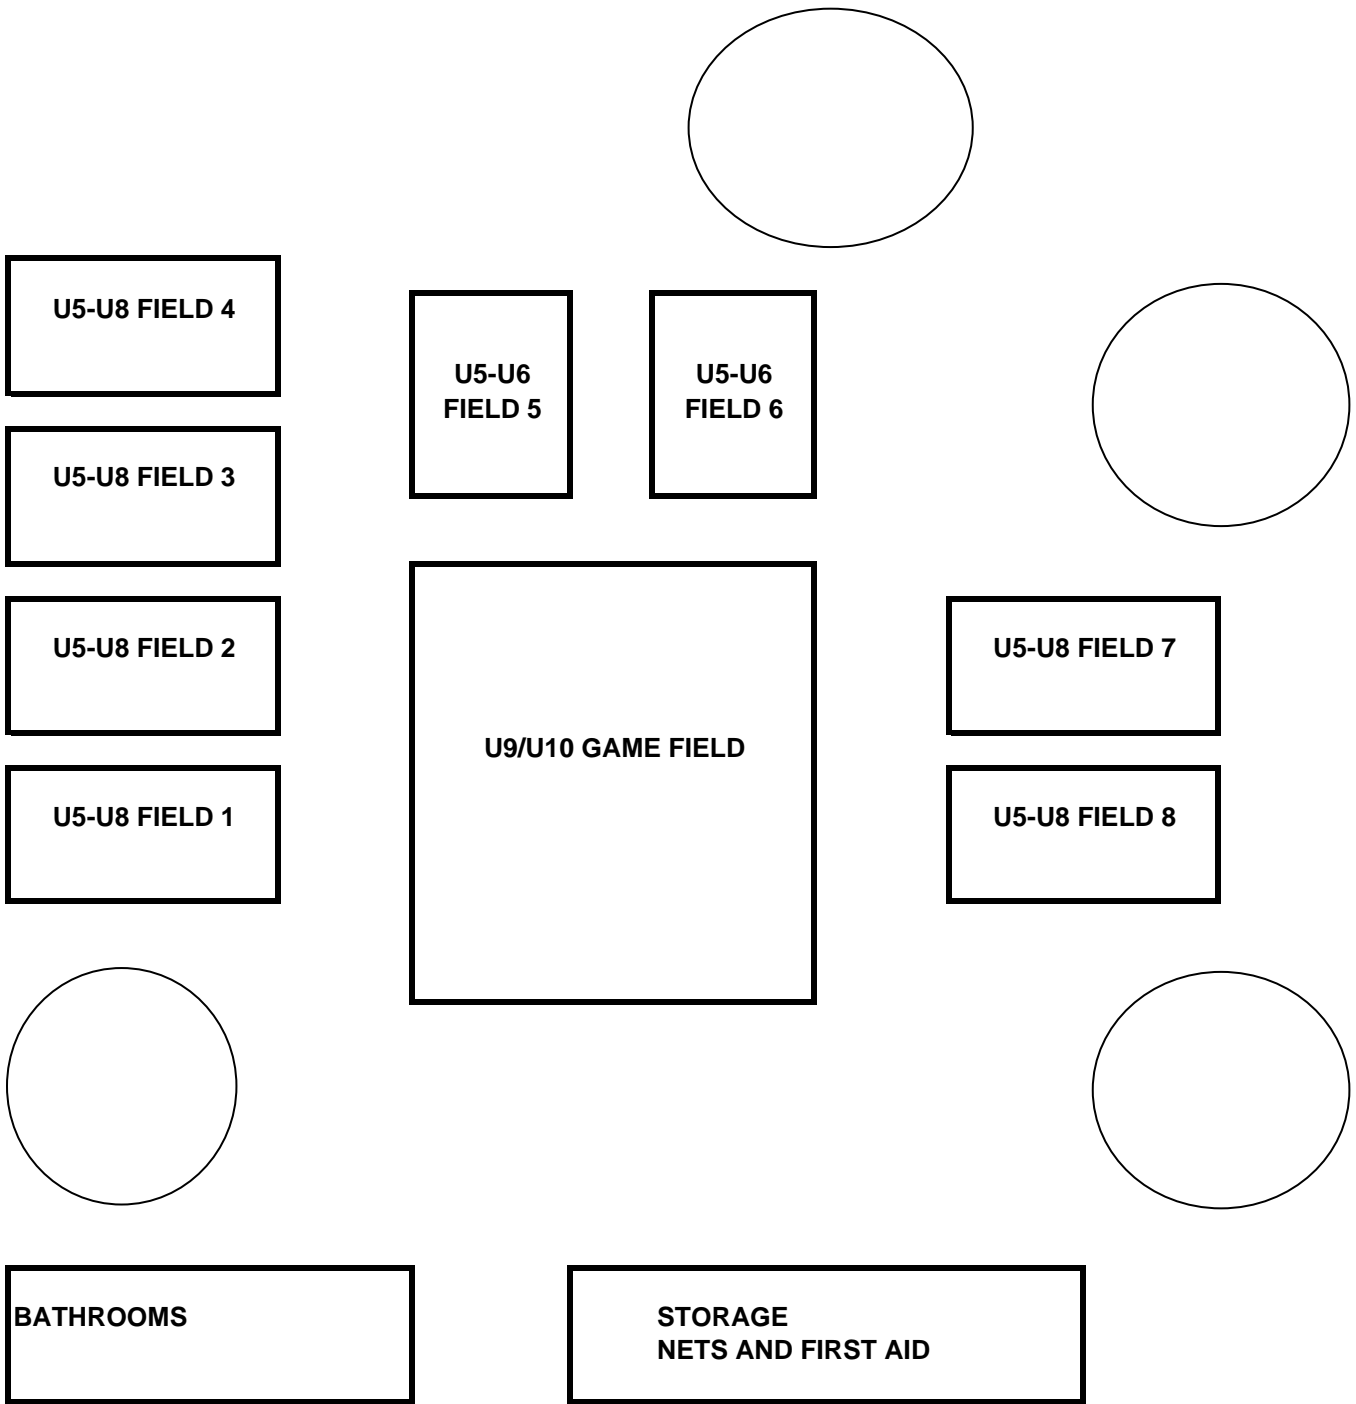 U5-U8 FIELD 4
U5-U6
FIELD 5
U5-U6
FIELD 6
U5-U8 FIELD 3
U5-U8 FIELD 2
U5-U8 FIELD 7
U9/U10 GAME FIELD
U5-U8 FIELD 1
U5-U8 FIELD 8
BATHROOMS
STORAGE
NETS AND FIRST AID